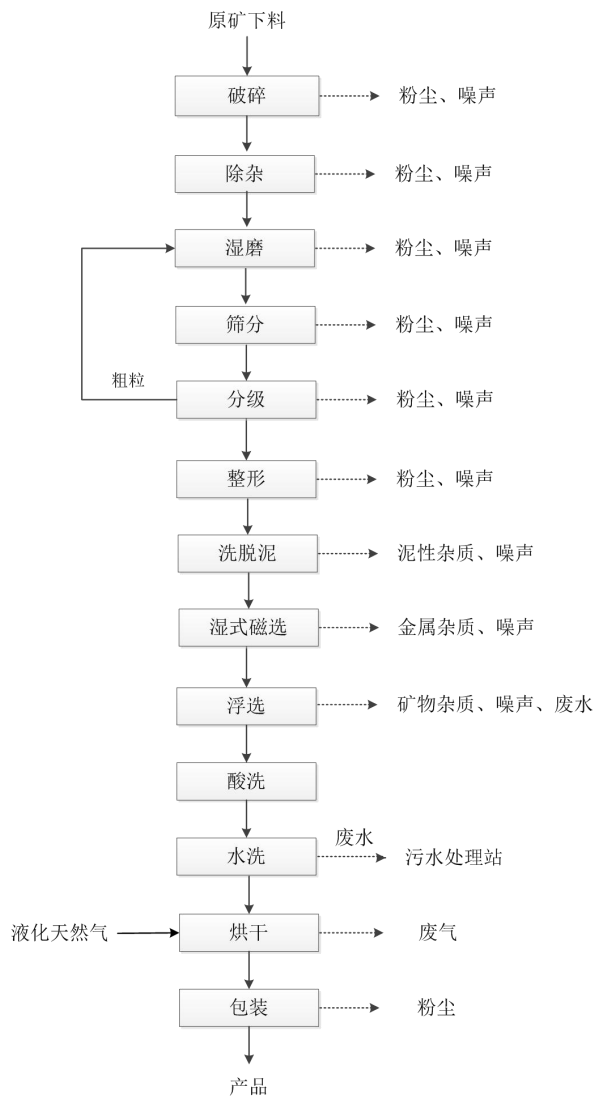 原矿下料
破碎
粉尘、噪声
除杂
粉尘、噪声
湿磨
粉尘、噪声
筛分
粉尘、噪声
粗粒
分级
粉尘、噪声
整形
粉尘、噪声
洗脱泥
泥性杂质、噪声
湿式磁选
金属杂质、噪声
浮选
矿物杂质、噪声、废水
酸洗
水洗
废水
污水处理站
液化天然气
烘干
废气
包装
粉尘
产品